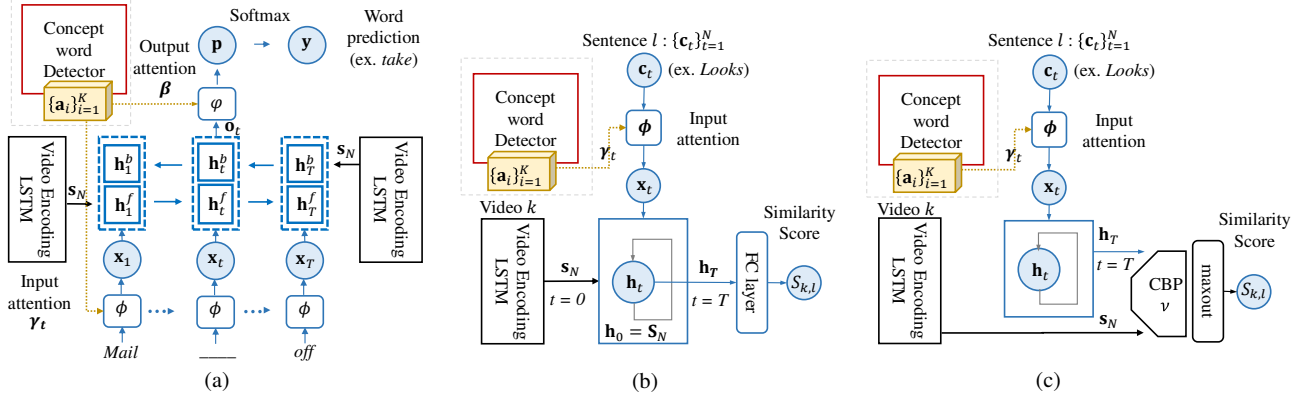 Concept
word
Detector
{a_i}_{i=1}^K
Output
attention
β
Softmax
p
y
Word
prediction
(ex. take)
φ
o_t
Video Encoding
LSTM
s_N
h_1^b
h_t^b
h_T^b
h_1^f
h_t^f
h_T^f
s_N
Video Encoding
LSTM
x_1
x_t
x_T
Input
attention
γ_t
ϕ
...
ϕ
...
ϕ
Mail
____
off
(a)
Sentence l : {c_t}_{t=1}^N
c_t
(ex. Looks)
Concept
word
Detector
{a_i}_{i=1}^K
γ_t
ϕ
Input
attention
x_t
Video k
Video Encoding
LSTM
s_N
t = 0
h_t
h_0 = S_N
h_T
t = T
FC layer
Similarity
Score
S_{k,l}
(b)
Sentence l : {c_t}_{t=1}^N
c_t
(ex. Looks)
Concept
word
Detector
{a_i}_{i=1}^K
γ_t
ϕ
Input
attention
x_t
Video k
Video Encoding
LSTM
h_t
h_T
t = T
s_N
CBP
ν
maxout
Similarity
Score
S_{k,l}
(c)